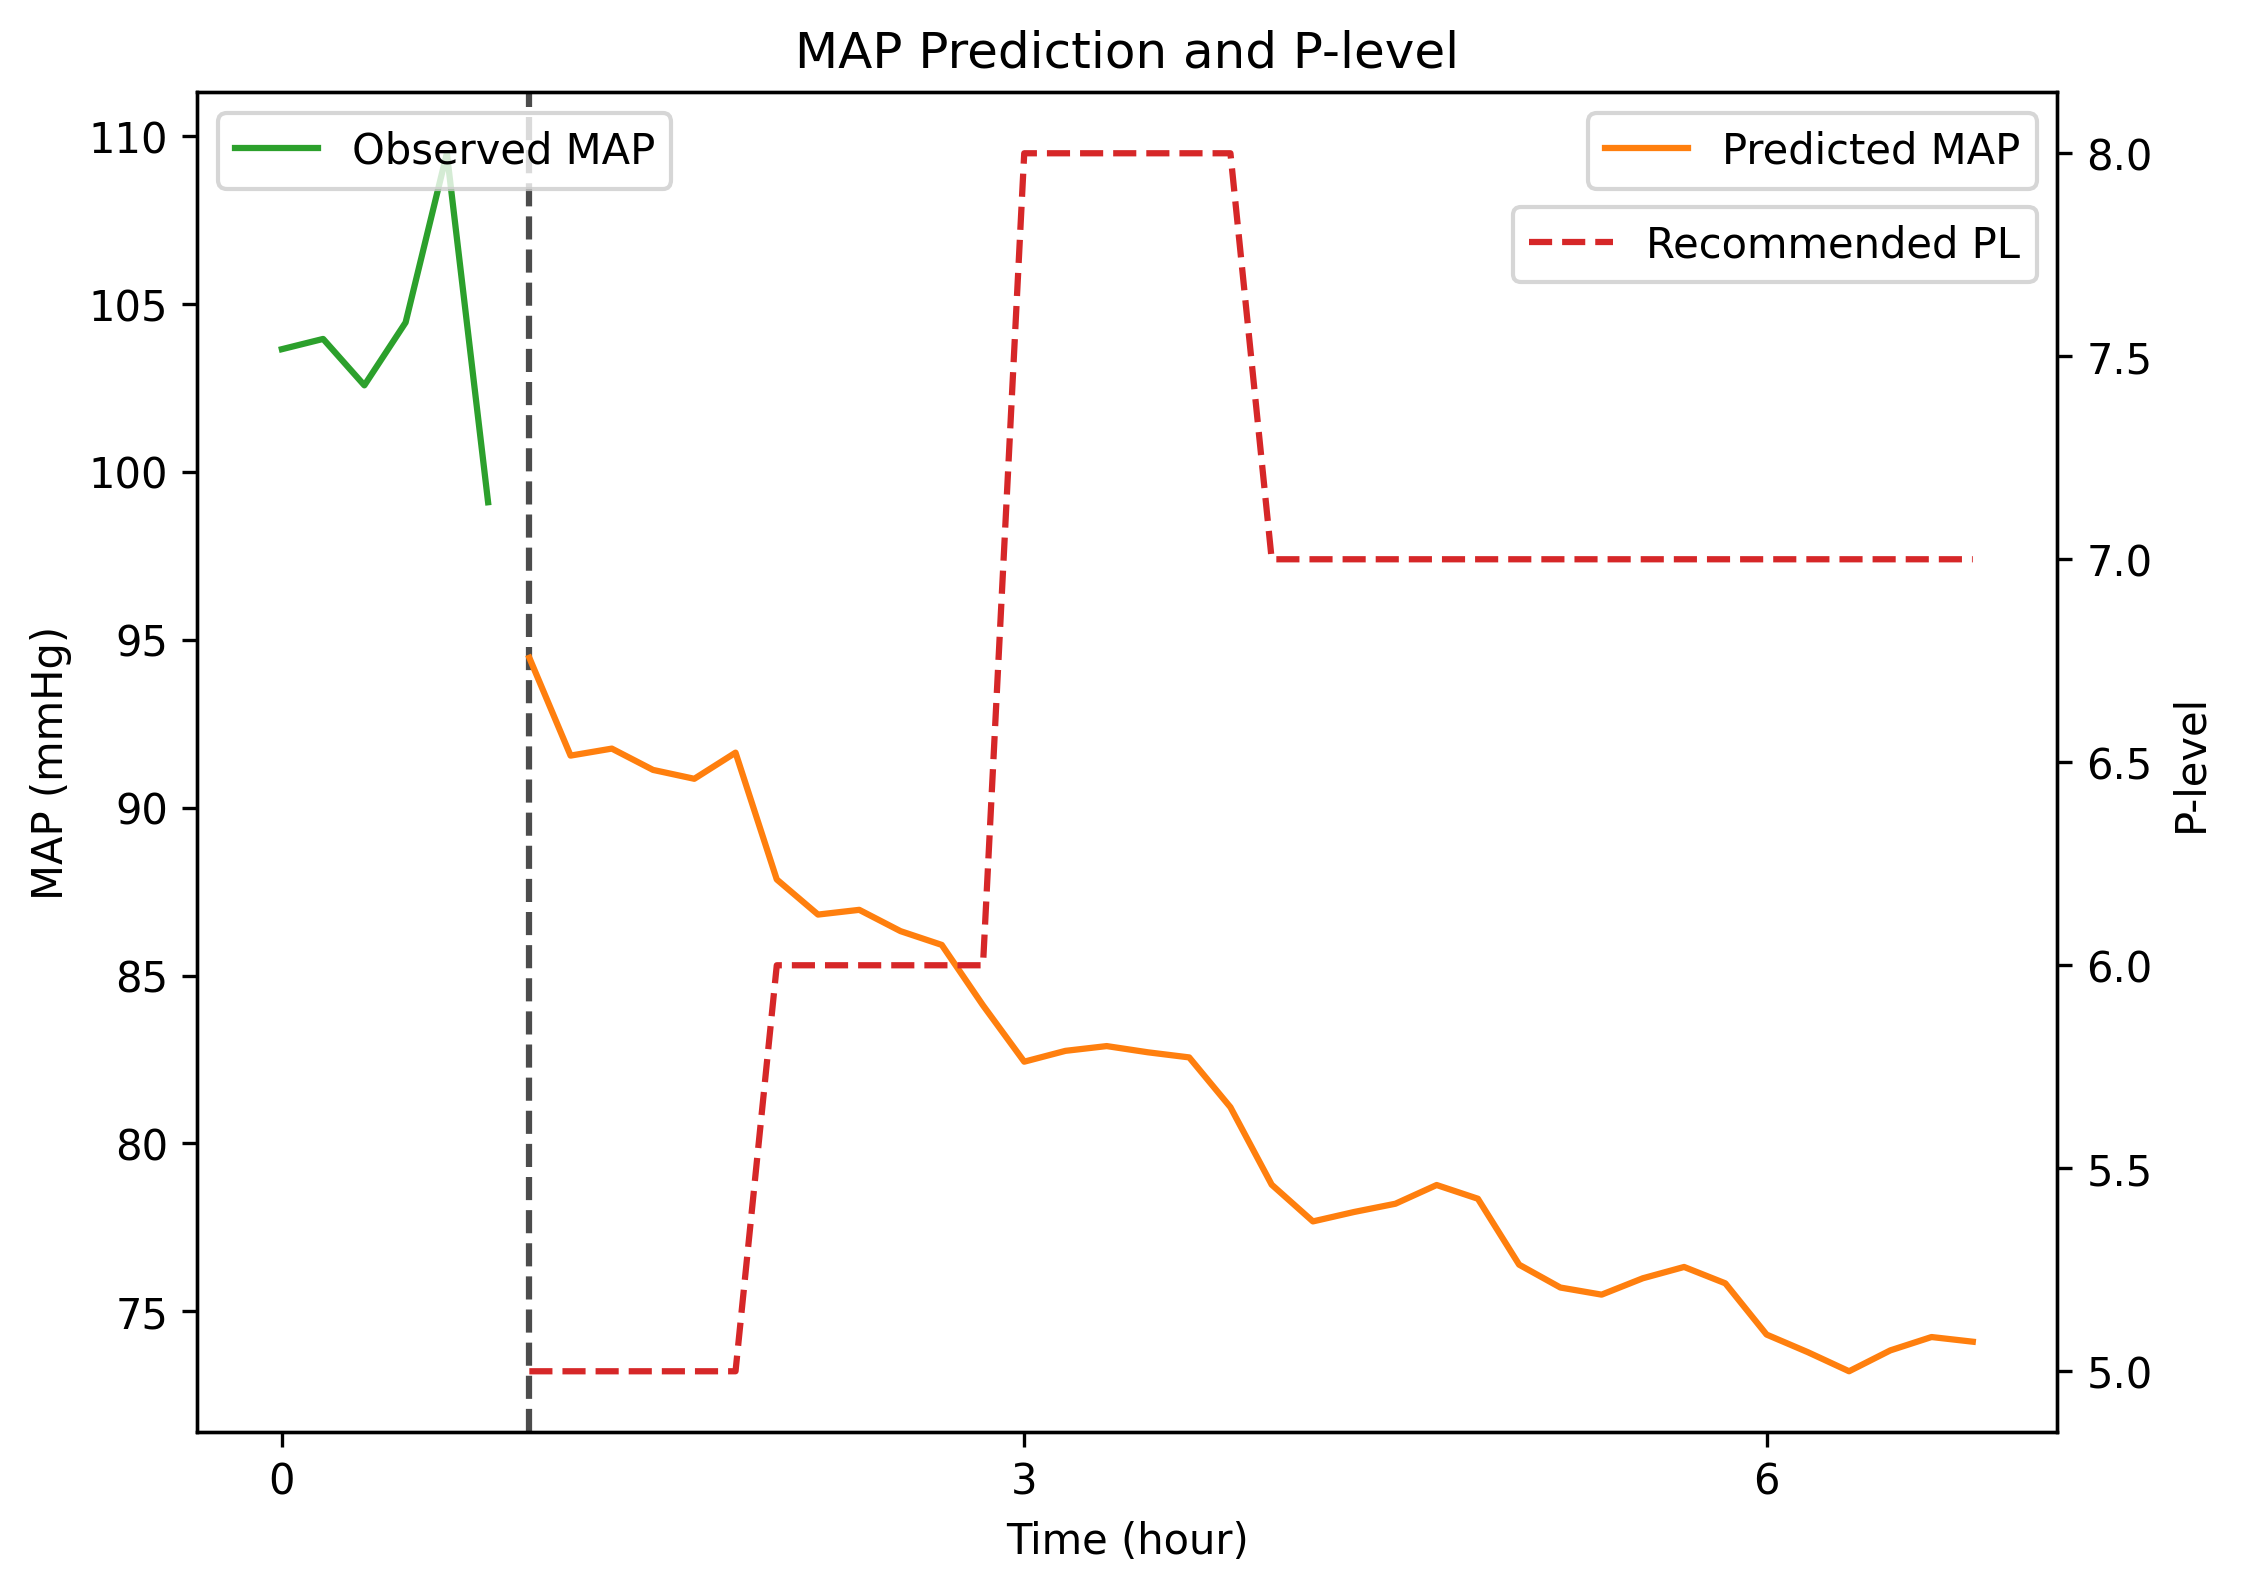 MAP Prediction and P-level
Observed MAP
Predicted MAP
Recommended PL
110
105
100
95
90
85
80
75
MAP (mmHg)
8.0
7.5
7.0
6.5
6.0
5.5
5.0
P-level
0 3 6
Time (hour)